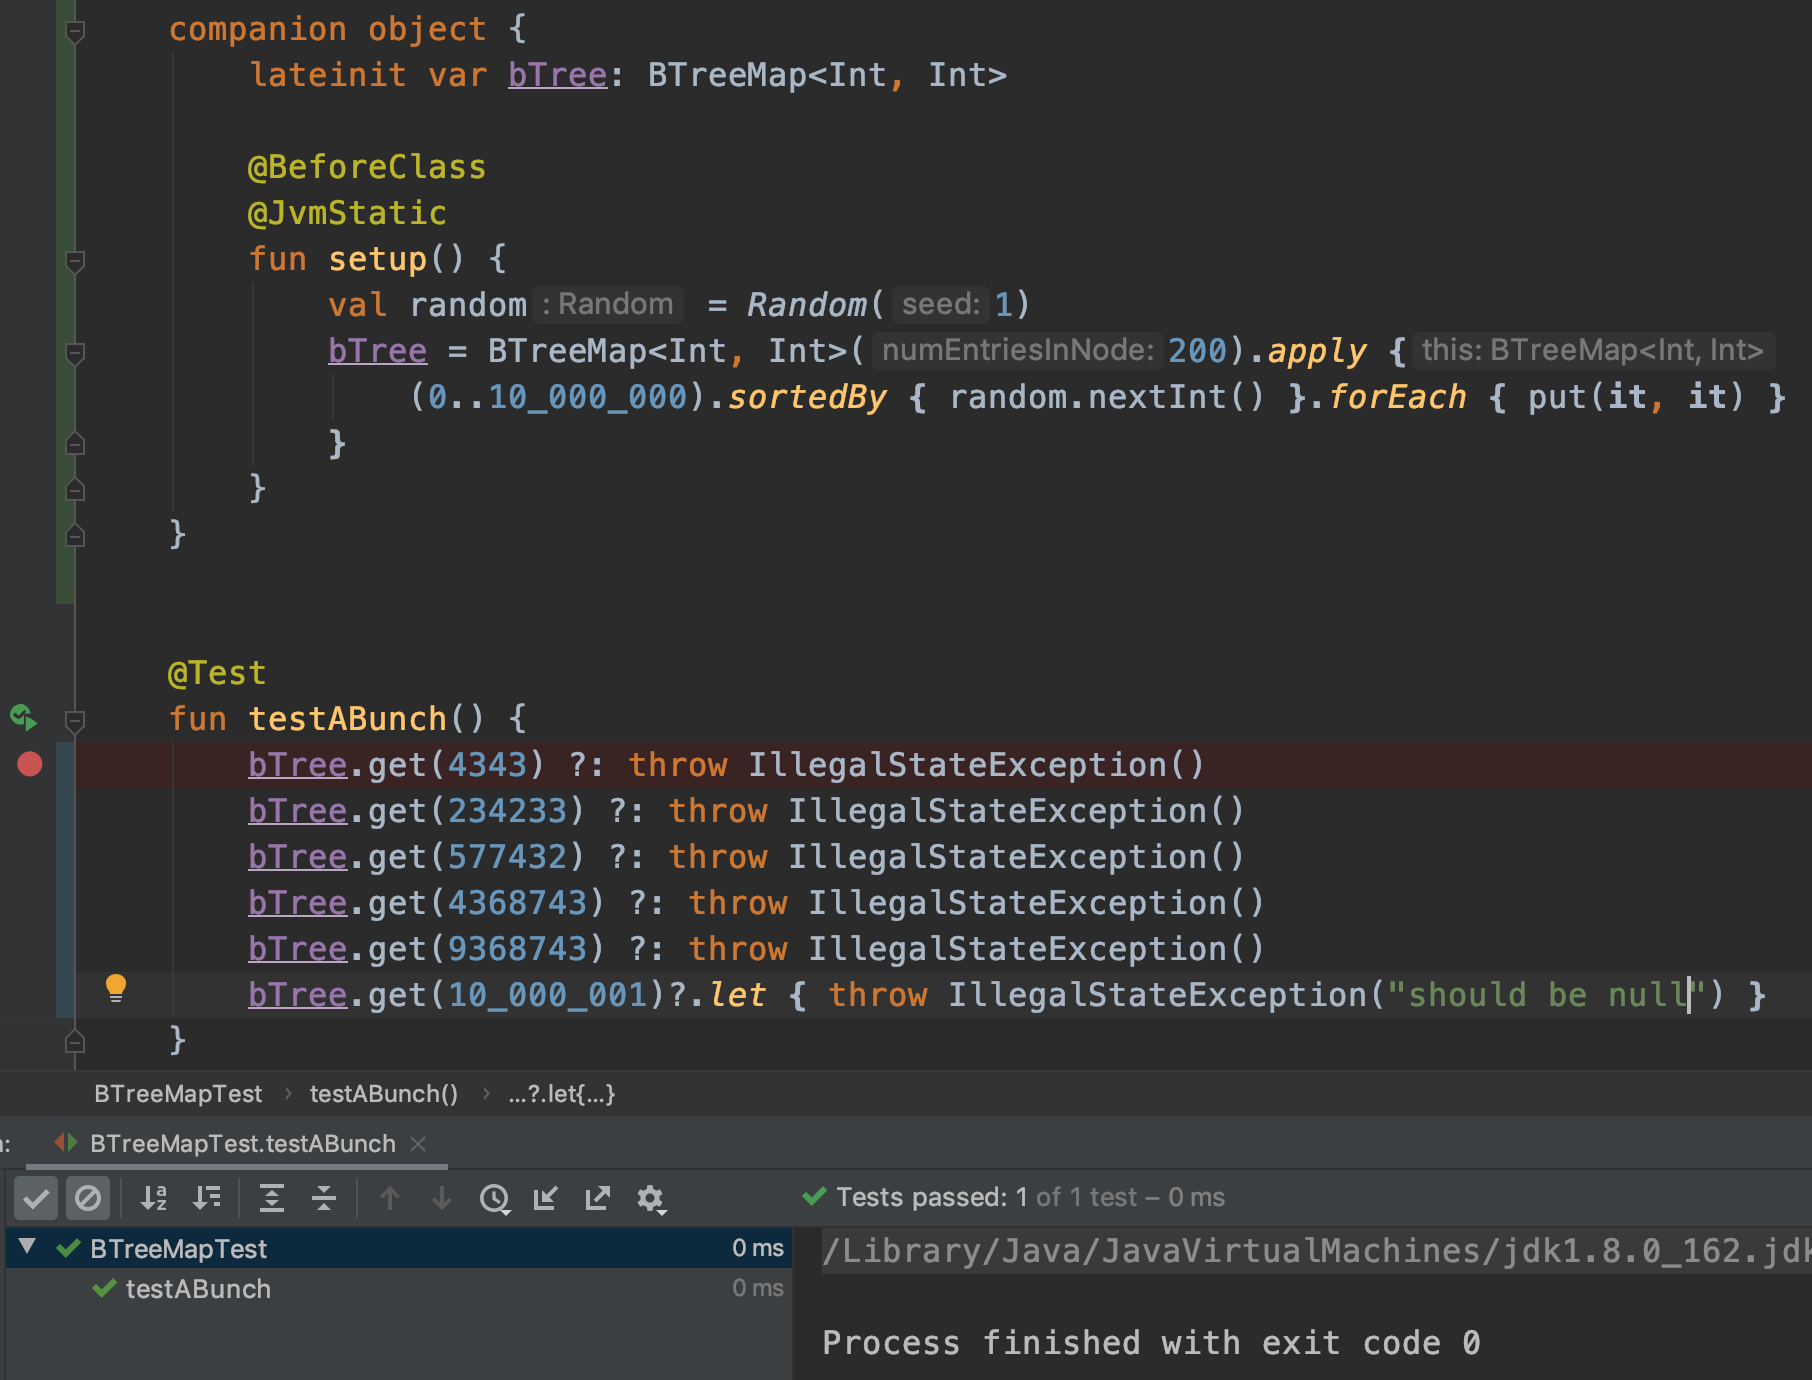 companion object {
lateinit var bTree: BTreeMap<Int, Int>
@BeforeClass
@JvmStatic
fun setup() {
val random : Random = Random( seed: 1)
bTree = BTreeMap<Int, Int>( numEntriesInNode: 200).apply { this: BTreeMap<Int, Int>
(0..10_000_000).sortedBy { random.nextInt() }.forEach { put(it, it) }
}
}
}
@Test
fun testABunch() {
bTree.get(4343) ?: throw IllegalStateException()
bTree.get(234233) ?: throw IllegalStateException()
bTree.get(577432) ?: throw IllegalStateException()
bTree.get(4368743) ?: throw IllegalStateException()
bTree.get(9368743) ?: throw IllegalStateException()
bTree.get(10_000_001)?.let { throw IllegalStateException("should be null") }
}
BTreeMapTest › testABunch() › ...?.let{...}
BTreeMapTest.testABunch ×
Tests passed: 1 of 1 test – 0 ms
BTreeMapTest 0 ms
testABunch 0 ms
/Library/Java/JavaVirtualMachines/jdk1.8.0_162.jdk
Process finished with exit code 0